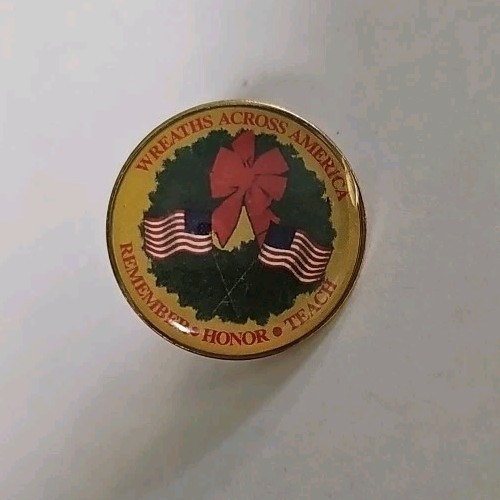 WREATHS ACROSS AMERICA
REMEMBER • HONOR • TEACH